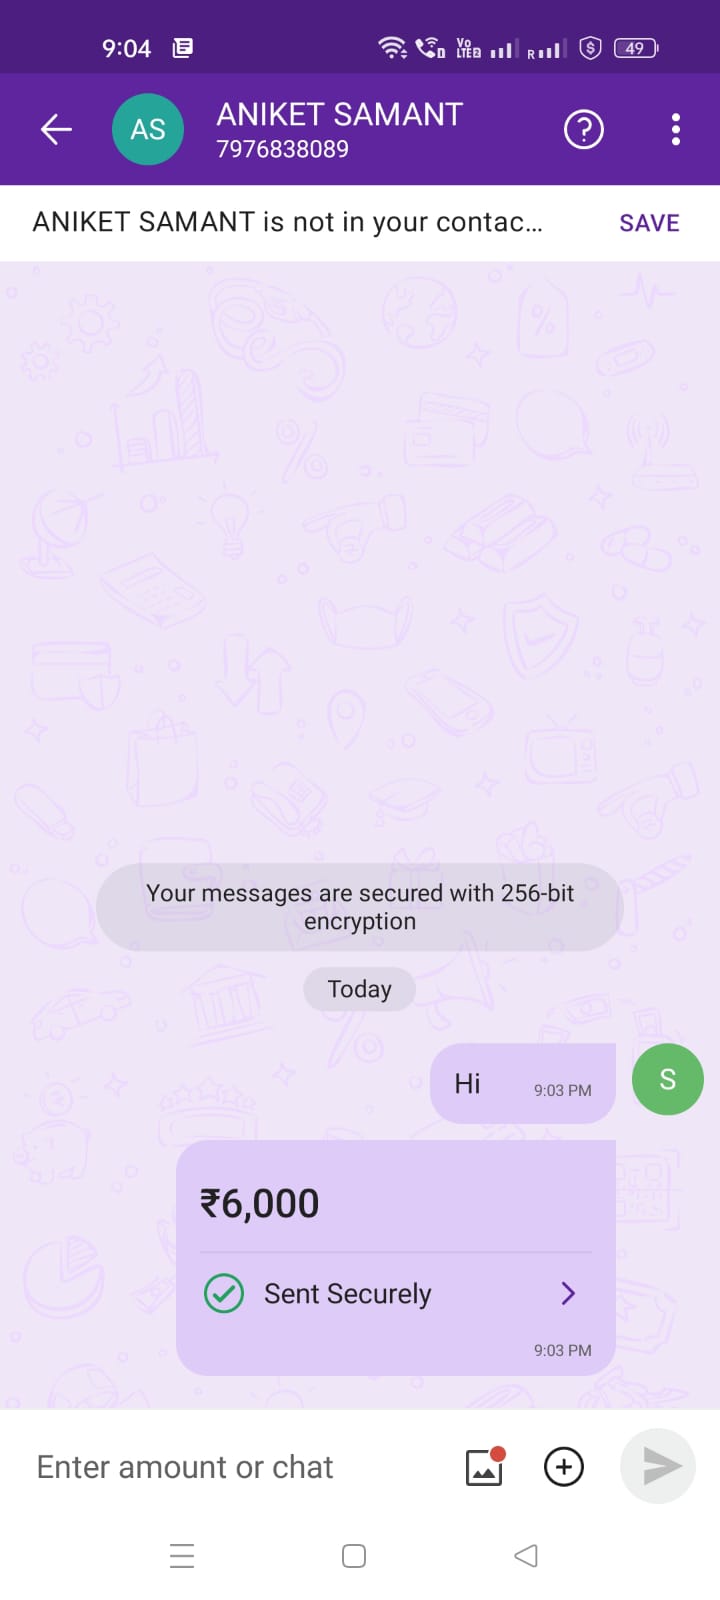 9:04
Vo
LTE2
R
49
AS
ANIKET SAMANT
7976838089
ANIKET SAMANT is not in your contac...
SAVE
Your messages are secured with 256-bit
encryption
Today
Hi
9:03 PM
S
₹6,000
Sent Securely
9:03 PM
Enter amount or chat